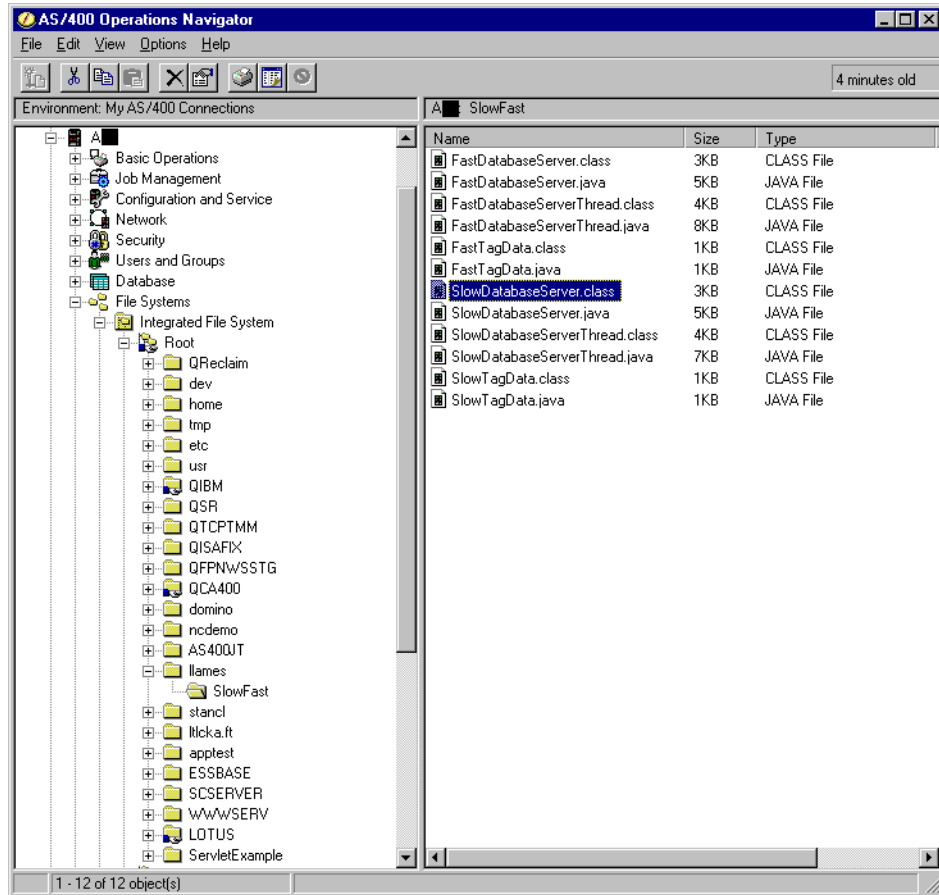 AS/400 Operations Navigator
File Edit View Options Help
4 minutes old
Environment: My AS/400 Connections
A : SlowFast
A
Basic Operations
Job Management
Configuration and Service
Network
Security
Users and Groups
Database
File Systems
Integrated File System
Root
QReclaim
dev
home
tmp
etc
usr
QIBM
QSR
QTCPTMM
QISAFIX
QFPNWSSTG
QCA400
domino
ncdemo
AS400JT
llames
SlowFast
stancl
ltlcka.ft
apptest
ESSBASE
SCSERVER
WWWSERV
LOTUS
ServletExample
Name Size Type
FastDatabaseServer.class 3KB CLASS File
FastDatabaseServer.java 5KB JAVA File
FastDatabaseServerThread.class 4KB CLASS File
FastDatabaseServerThread.java 8KB JAVA File
FastTagData.class 1KB CLASS File
FastTagData.java 1KB JAVA File
SlowDatabaseServer.class 3KB CLASS File
SlowDatabaseServer.java 5KB JAVA File
SlowDatabaseServerThread.class 4KB CLASS File
SlowDatabaseServerThread.java 7KB JAVA File
SlowTagData.class 1KB CLASS File
SlowTagData.java 1KB JAVA File
1 - 12 of 12 object(s)